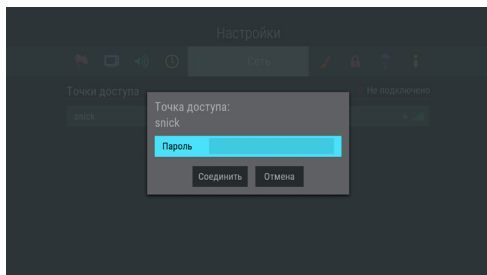 Настройки
Сеть
Точки доступа
Не подключено
snick
Точка доступа:
snick
Пароль
Соединить
Отмена